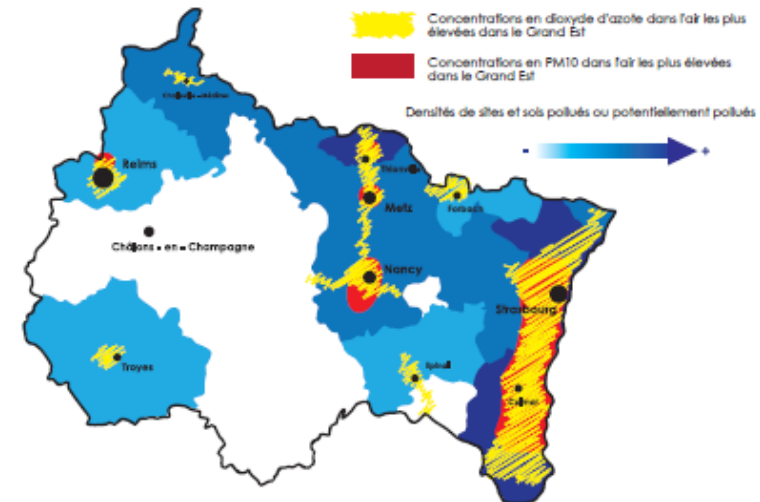 Concentrations en dioxyde d'azote dans l'air les plus
élevées dans le Grand Est
Concentrations en PM10 dans l'air les plus élevées
dans le Grand Est
Densités de sites et sols pollués ou potentiellement pollués
- +
Reims
Thionville
Metz
Forbach
Châlons - en - Champagne
Nancy
Strasbourg
Troyes
Epinal
Colmar